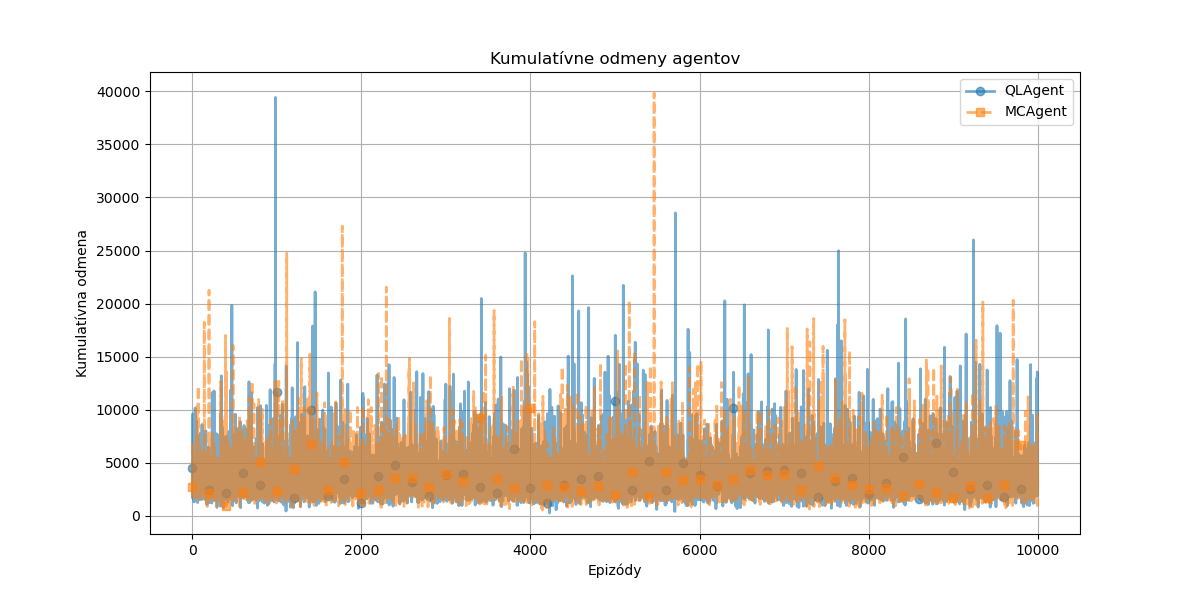 Kumulatívne odmeny agentov
QLAgent
MCAgent
Kumulatívna odmena
40000
35000
30000
25000
20000
15000
10000
5000
0
0 2000 4000 6000 8000 10000
Epizódy